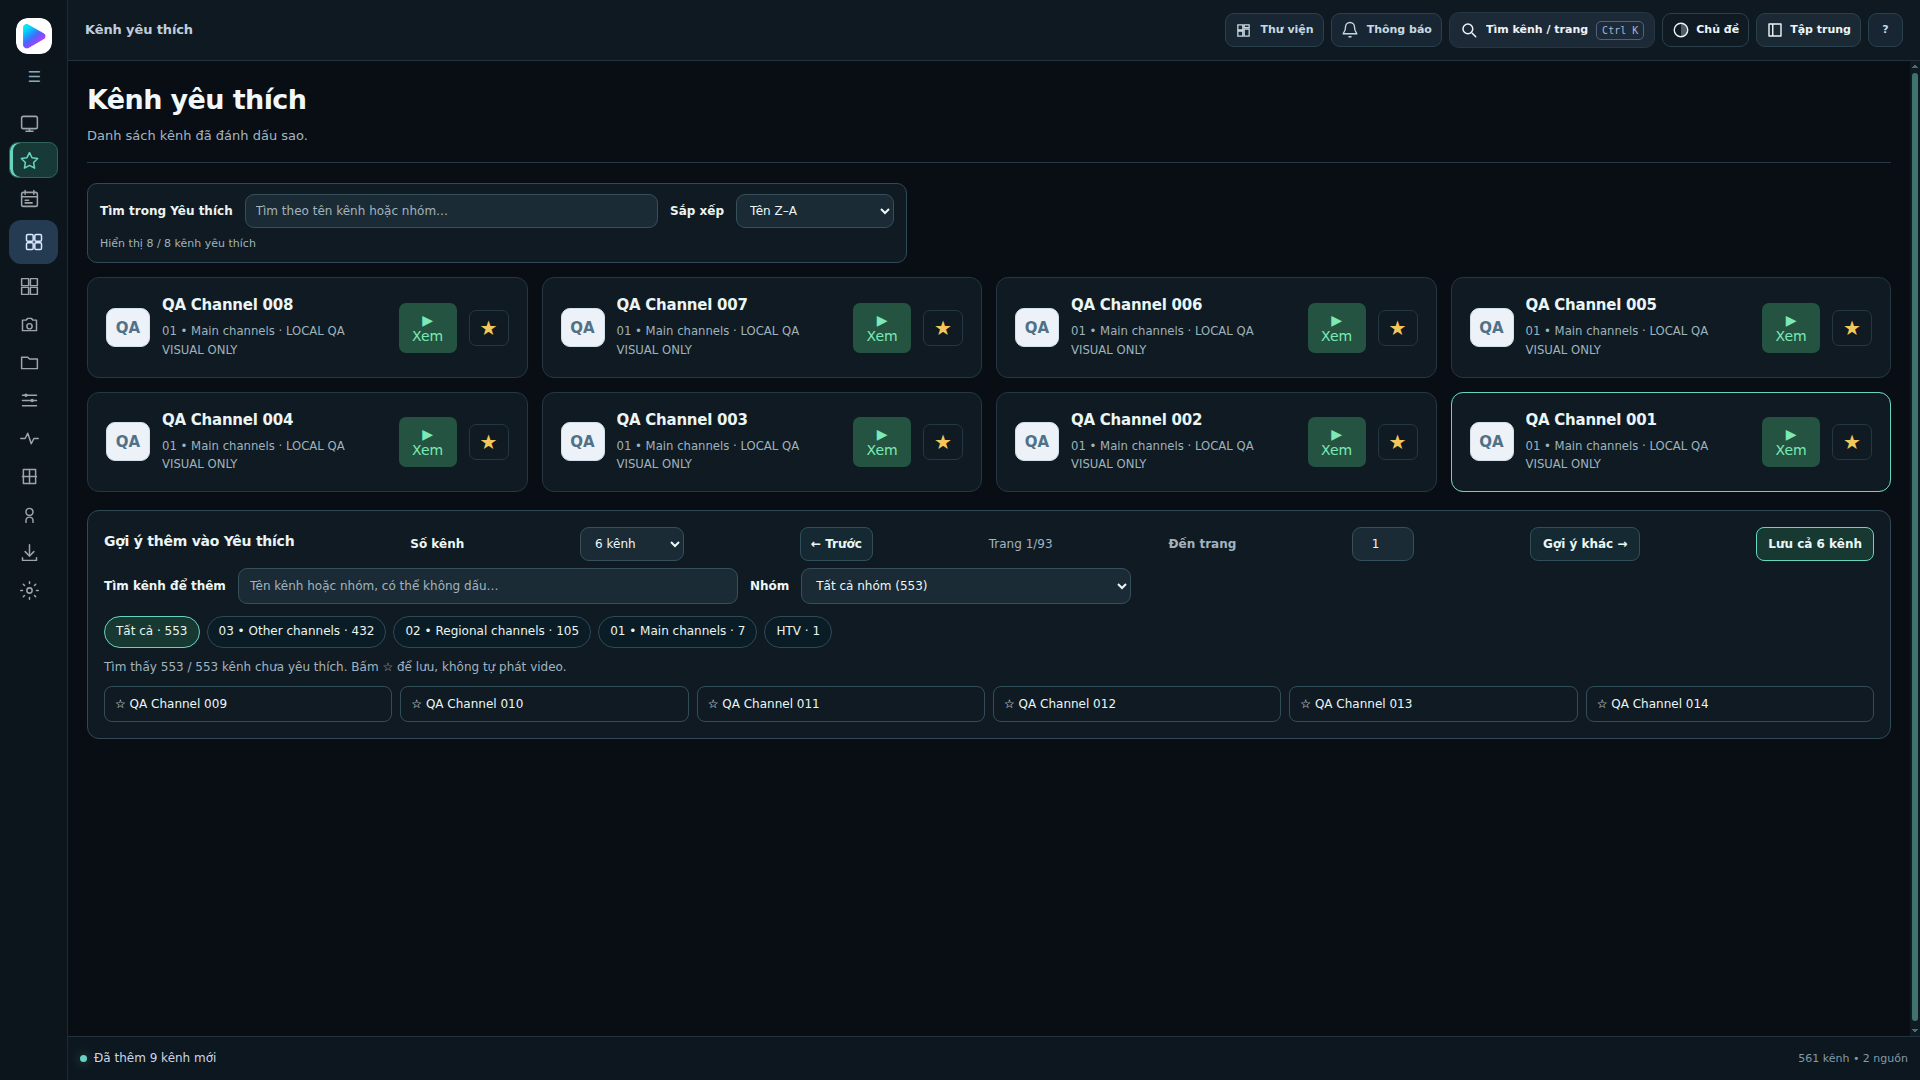 Kênh yêu thích
Thư viện
Thông báo
Tìm kênh / trang Ctrl K
Chủ đề
Tập trung
?
Kênh yêu thích
Danh sách kênh đã đánh dấu sao.
Tìm trong Yêu thích Tìm theo tên kênh hoặc nhóm... Sắp xếp Tên Z–A
Hiển thị 8 / 8 kênh yêu thích
QA
QA Channel 008
01 • Main channels · LOCAL QA
VISUAL ONLY
▶
Xem
★
QA
QA Channel 007
01 • Main channels · LOCAL QA
VISUAL ONLY
▶
Xem
★
QA
QA Channel 006
01 • Main channels · LOCAL QA
VISUAL ONLY
▶
Xem
★
QA
QA Channel 005
01 • Main channels · LOCAL QA
VISUAL ONLY
▶
Xem
★
QA
QA Channel 004
01 • Main channels · LOCAL QA
VISUAL ONLY
▶
Xem
★
QA
QA Channel 003
01 • Main channels · LOCAL QA
VISUAL ONLY
▶
Xem
★
QA
QA Channel 002
01 • Main channels · LOCAL QA
VISUAL ONLY
▶
Xem
★
QA
QA Channel 001
01 • Main channels · LOCAL QA
VISUAL ONLY
▶
Xem
★
Gợi ý thêm vào Yêu thích Số kênh 6 kênh ← Trước Trang 1/93 Đến trang 1 Gợi ý khác → Lưu cả 6 kênh
Tìm kênh để thêm Tên kênh hoặc nhóm, có thể không dấu... Nhóm Tất cả nhóm (553)
Tất cả · 553 03 • Other channels · 432 02 • Regional channels · 105 01 • Main channels · 7 HTV · 1
Tìm thấy 553 / 553 kênh chưa yêu thích. Bấm ☆ để lưu, không tự phát video.
☆ QA Channel 009 ☆ QA Channel 010 ☆ QA Channel 011 ☆ QA Channel 012 ☆ QA Channel 013 ☆ QA Channel 014
Đã thêm 9 kênh mới
561 kênh • 2 nguồn